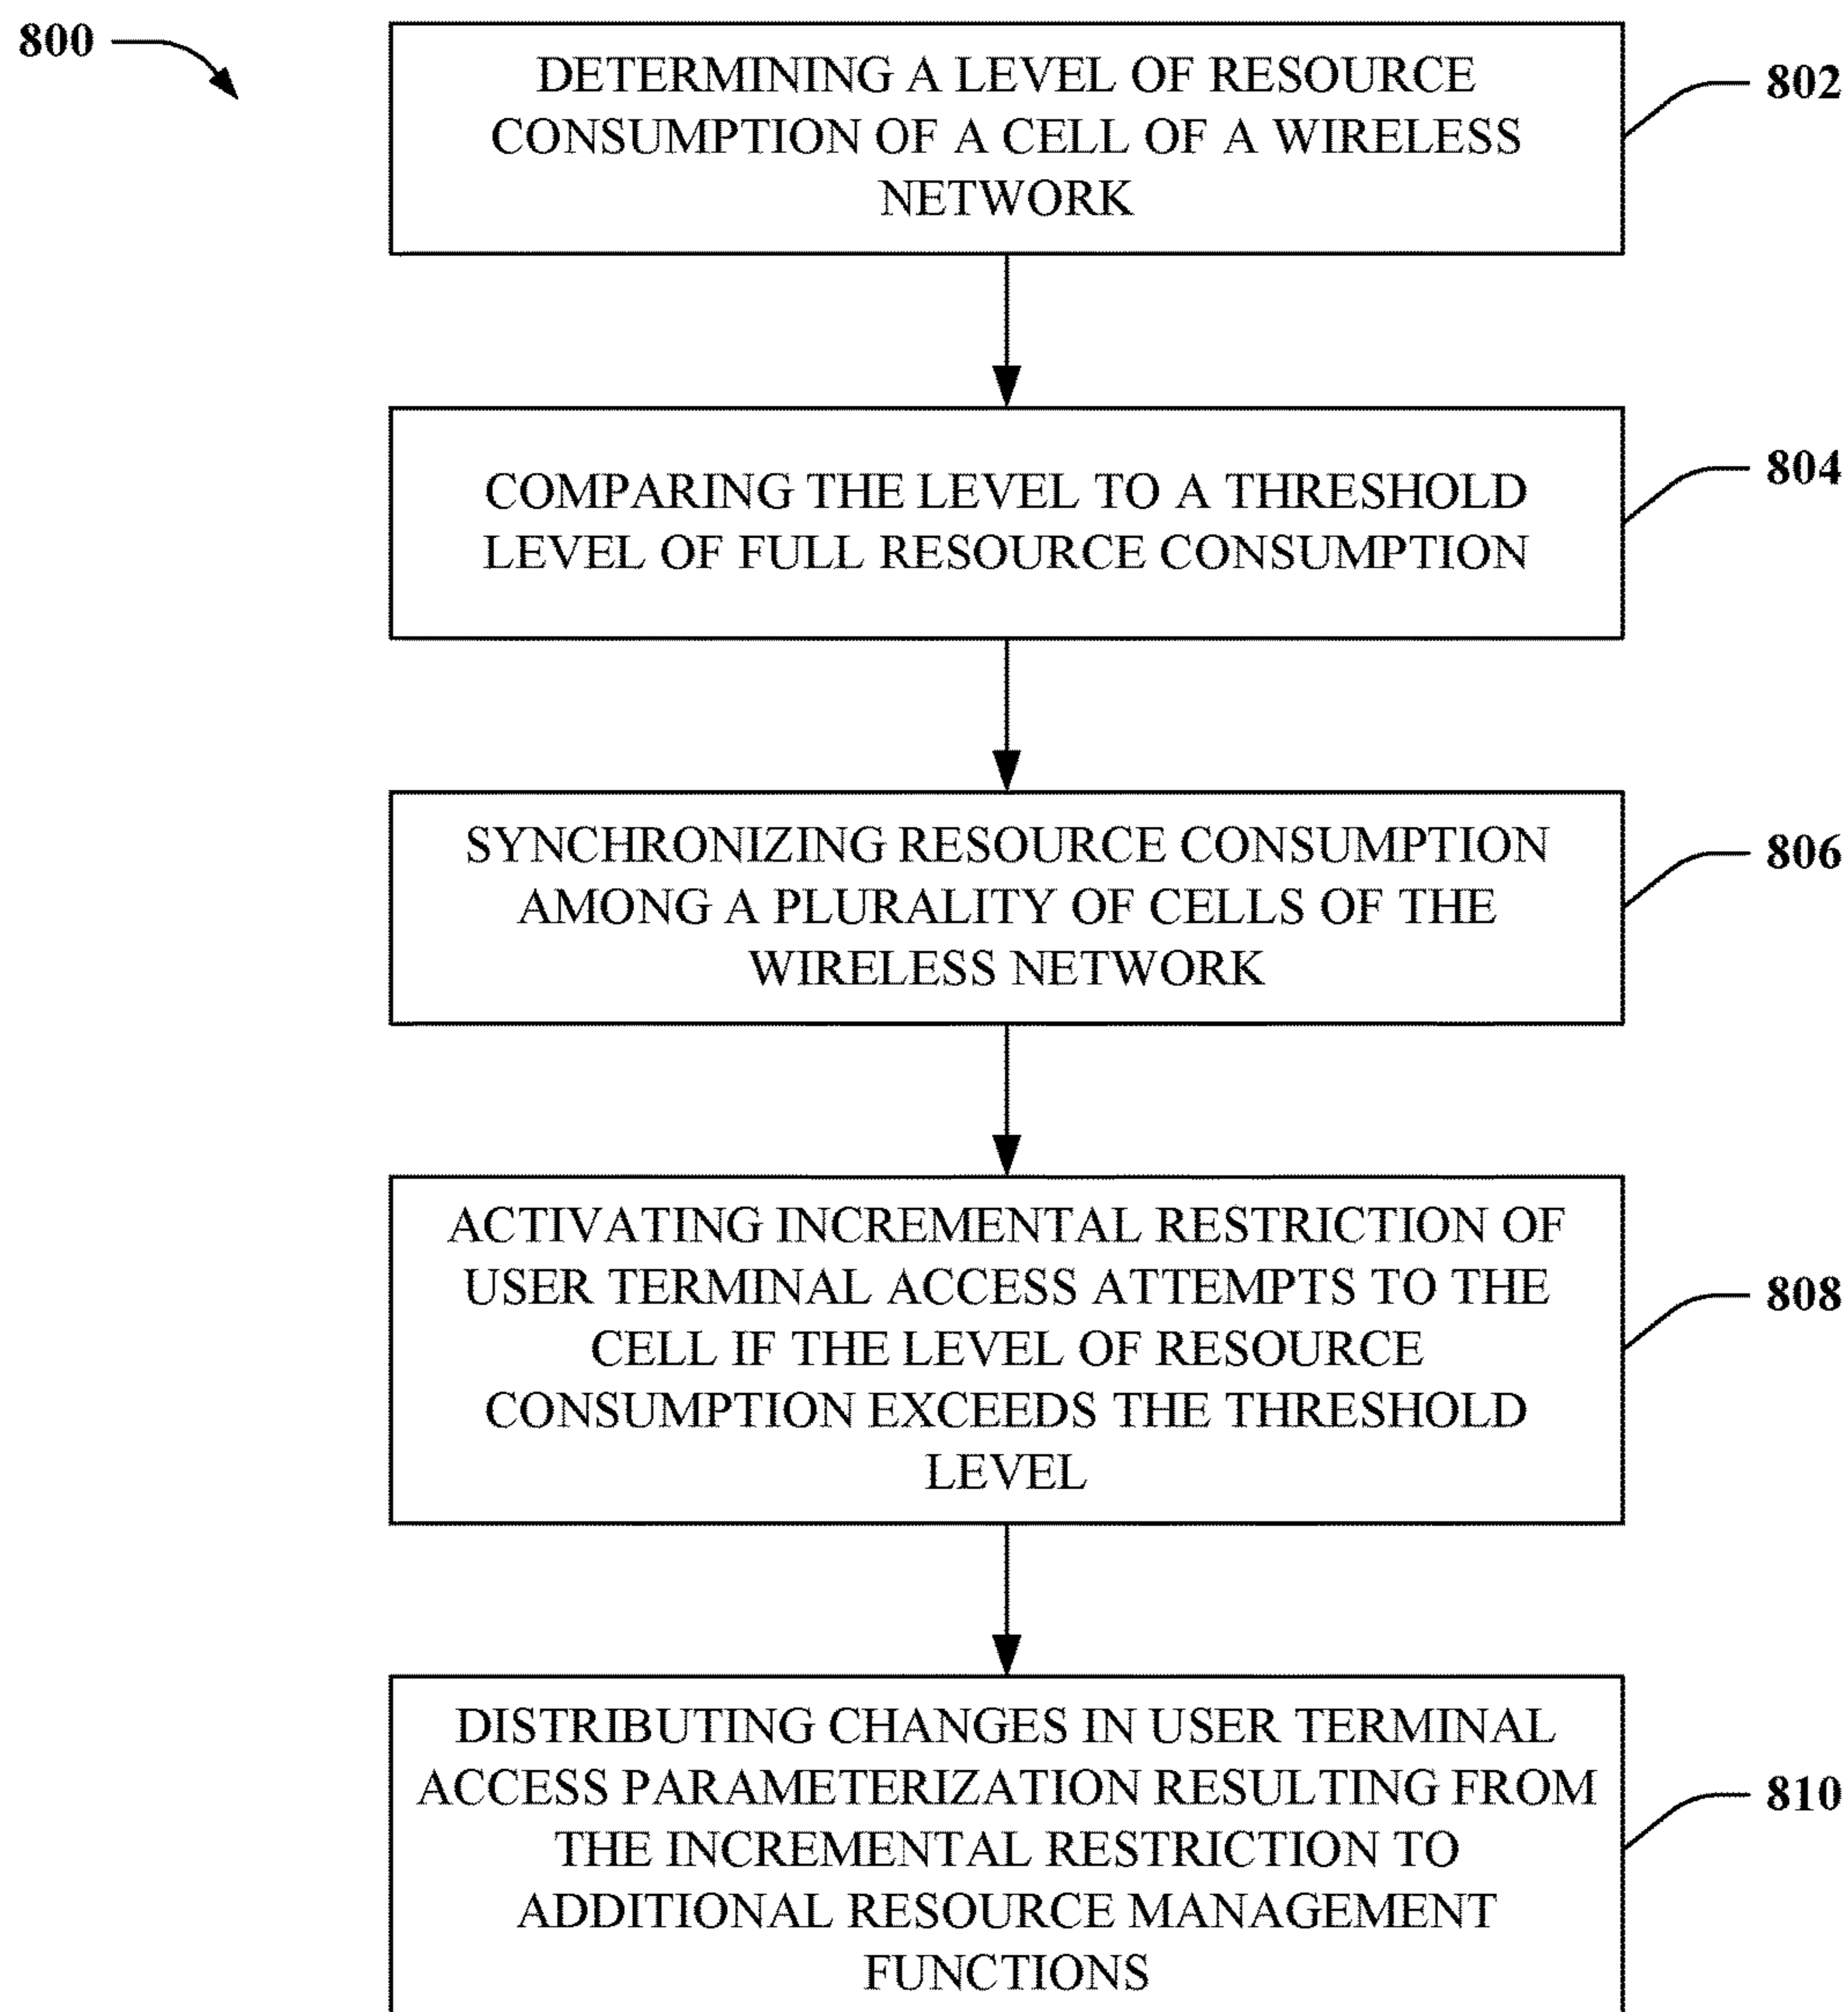 800
DETERMINING A LEVEL OF RESOURCE
CONSUMPTION OF A CELL OF A WIRELESS
NETWORK
802
COMPARING THE LEVEL TO A THRESHOLD
LEVEL OF FULL RESOURCE CONSUMPTION
804
SYNCHRONIZING RESOURCE CONSUMPTION
AMONG A PLURALITY OF CELLS OF THE
WIRELESS NETWORK
806
ACTIVATING INCREMENTAL RESTRICTION OF
USER TERMINAL ACCESS ATTEMPTS TO THE
CELL IF THE LEVEL OF RESOURCE
CONSUMPTION EXCEEDS THE THRESHOLD
LEVEL
808
DISTRIBUTING CHANGES IN USER TERMINAL
ACCESS PARAMETERIZATION RESULTING FROM
THE INCREMENTAL RESTRICTION TO
ADDITIONAL RESOURCE MANAGEMENT
FUNCTIONS
810